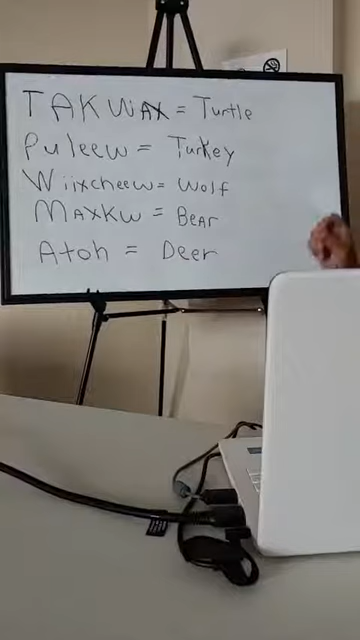 TAKWAX = Turtle
Puleew = Turkey
Wiixcheew = Wolf
MAXKW = BEAR
Atoh = Deer